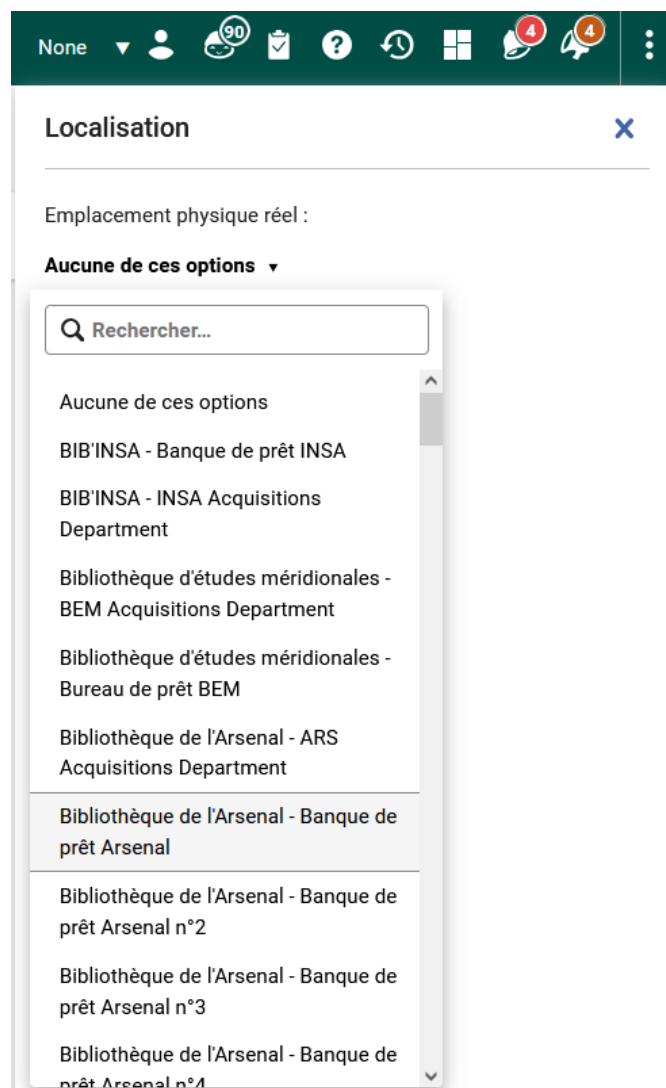 None
90
4
4
Localisation
Emplacement physique réel :
Aucune de ces options
Rechercher...
Aucune de ces options
BIB'INSA - Banque de prêt INSA
BIB'INSA - INSA Acquisitions
Department
Bibliothèque d'études méridionales -
BEM Acquisitions Department
Bibliothèque d'études méridionales -
Bureau de prêt BEM
Bibliothèque de l'Arsenal - ARS
Acquisitions Department
Bibliothèque de l'Arsenal - Banque de
prêt Arsenal
Bibliothèque de l'Arsenal - Banque de
prêt Arsenal n°2
Bibliothèque de l'Arsenal - Banque de
prêt Arsenal n°3
Bibliothèque de l'Arsenal - Banque de
prêt Arsenal n°4